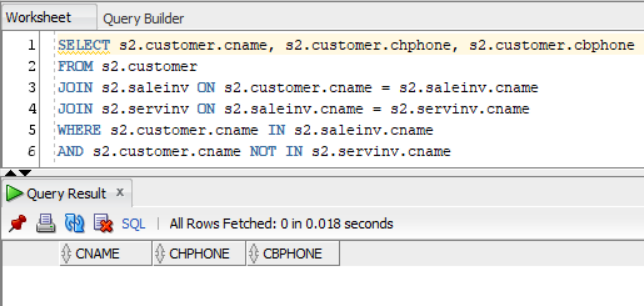 Worksheet Query Builder
1 SELECT s2.customer.cname, s2.customer.chphone, s2.customer.cbphone
2 FROM s2.customer
3 JOIN s2.saleinv ON s2.customer.cname = s2.saleinv.cname
4 JOIN s2.servinv ON s2.saleinv.cname = s2.servinv.cname
5 WHERE s2.customer.cname IN s2.saleinv.cname
6 AND s2.customer.cname NOT IN s2.servinv.cname
Query Result x
SQL | All Rows Fetched: 0 in 0.018 seconds
CNAME CHPHONE CBPHONE